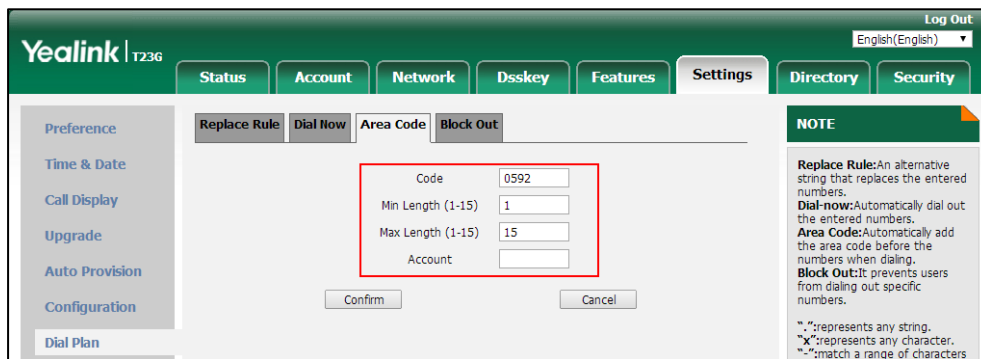 Log Out
Yealink | T23G
English(English)
Status Account Network Dsskey Features Settings Directory Security
Preference
Time & Date
Call Display
Upgrade
Auto Provision
Configuration
Dial Plan
Replace Rule Dial Now Area Code Block Out
Code 0592
Min Length (1-15) 1
Max Length (1-15) 15
Account
Confirm Cancel
NOTE
Replace Rule:An alternative
string that replaces the entered
numbers.
Dial-now:Automatically dial out
the entered numbers.
Area Code:Automatically add
the area code before the
numbers when dialing.
Block Out:It prevents users
from dialing out specific
numbers.
".":represents any string.
"x":represents any character.
"-":match a range of characters